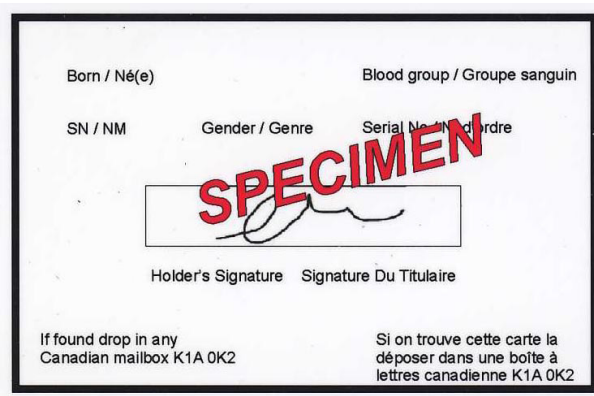 Born / Né(e) Blood group / Groupe sanguin
SN / NM Gender / Genre Serial No / No d'ordre
SPECIMEN
Holder's Signature Signature Du Titulaire
If found drop in any
Canadian mailbox K1A 0K2
Si on trouve cette carte la
déposer dans une boîte à
lettres canadienne K1A 0K2